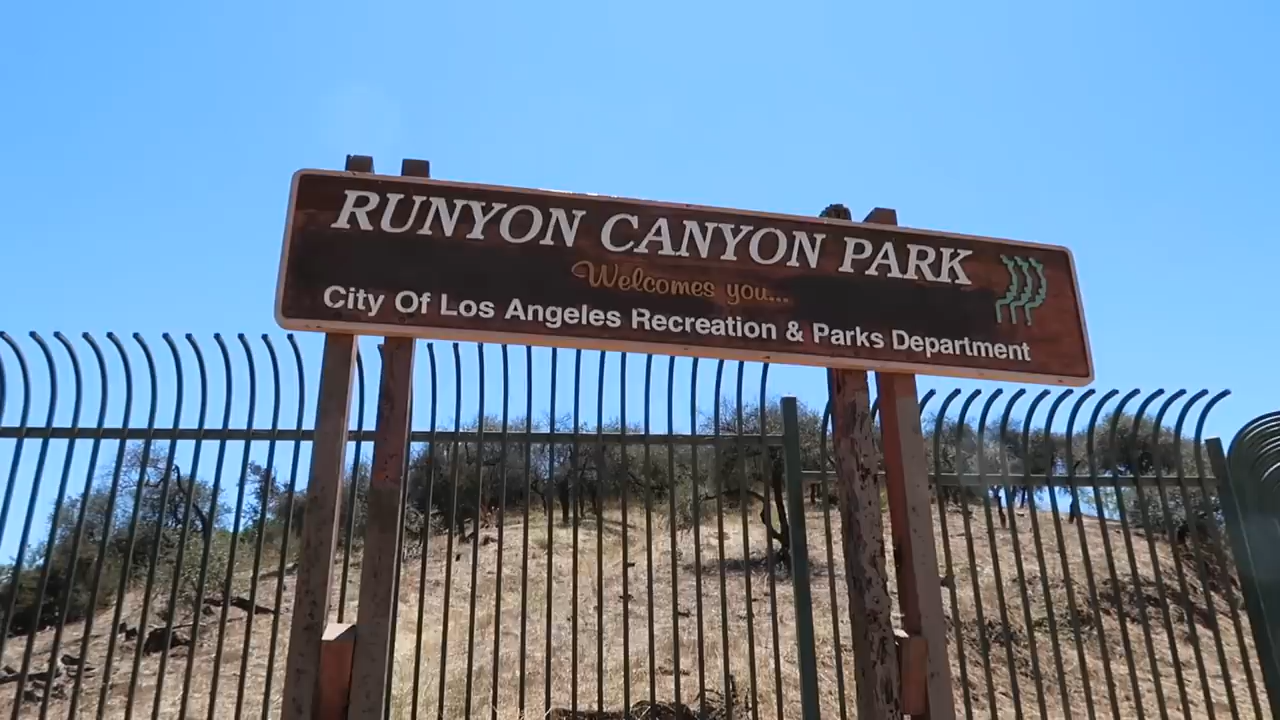 RUNYON CANYON PARK
Welcomes you...
City Of Los Angeles Recreation & Parks Department